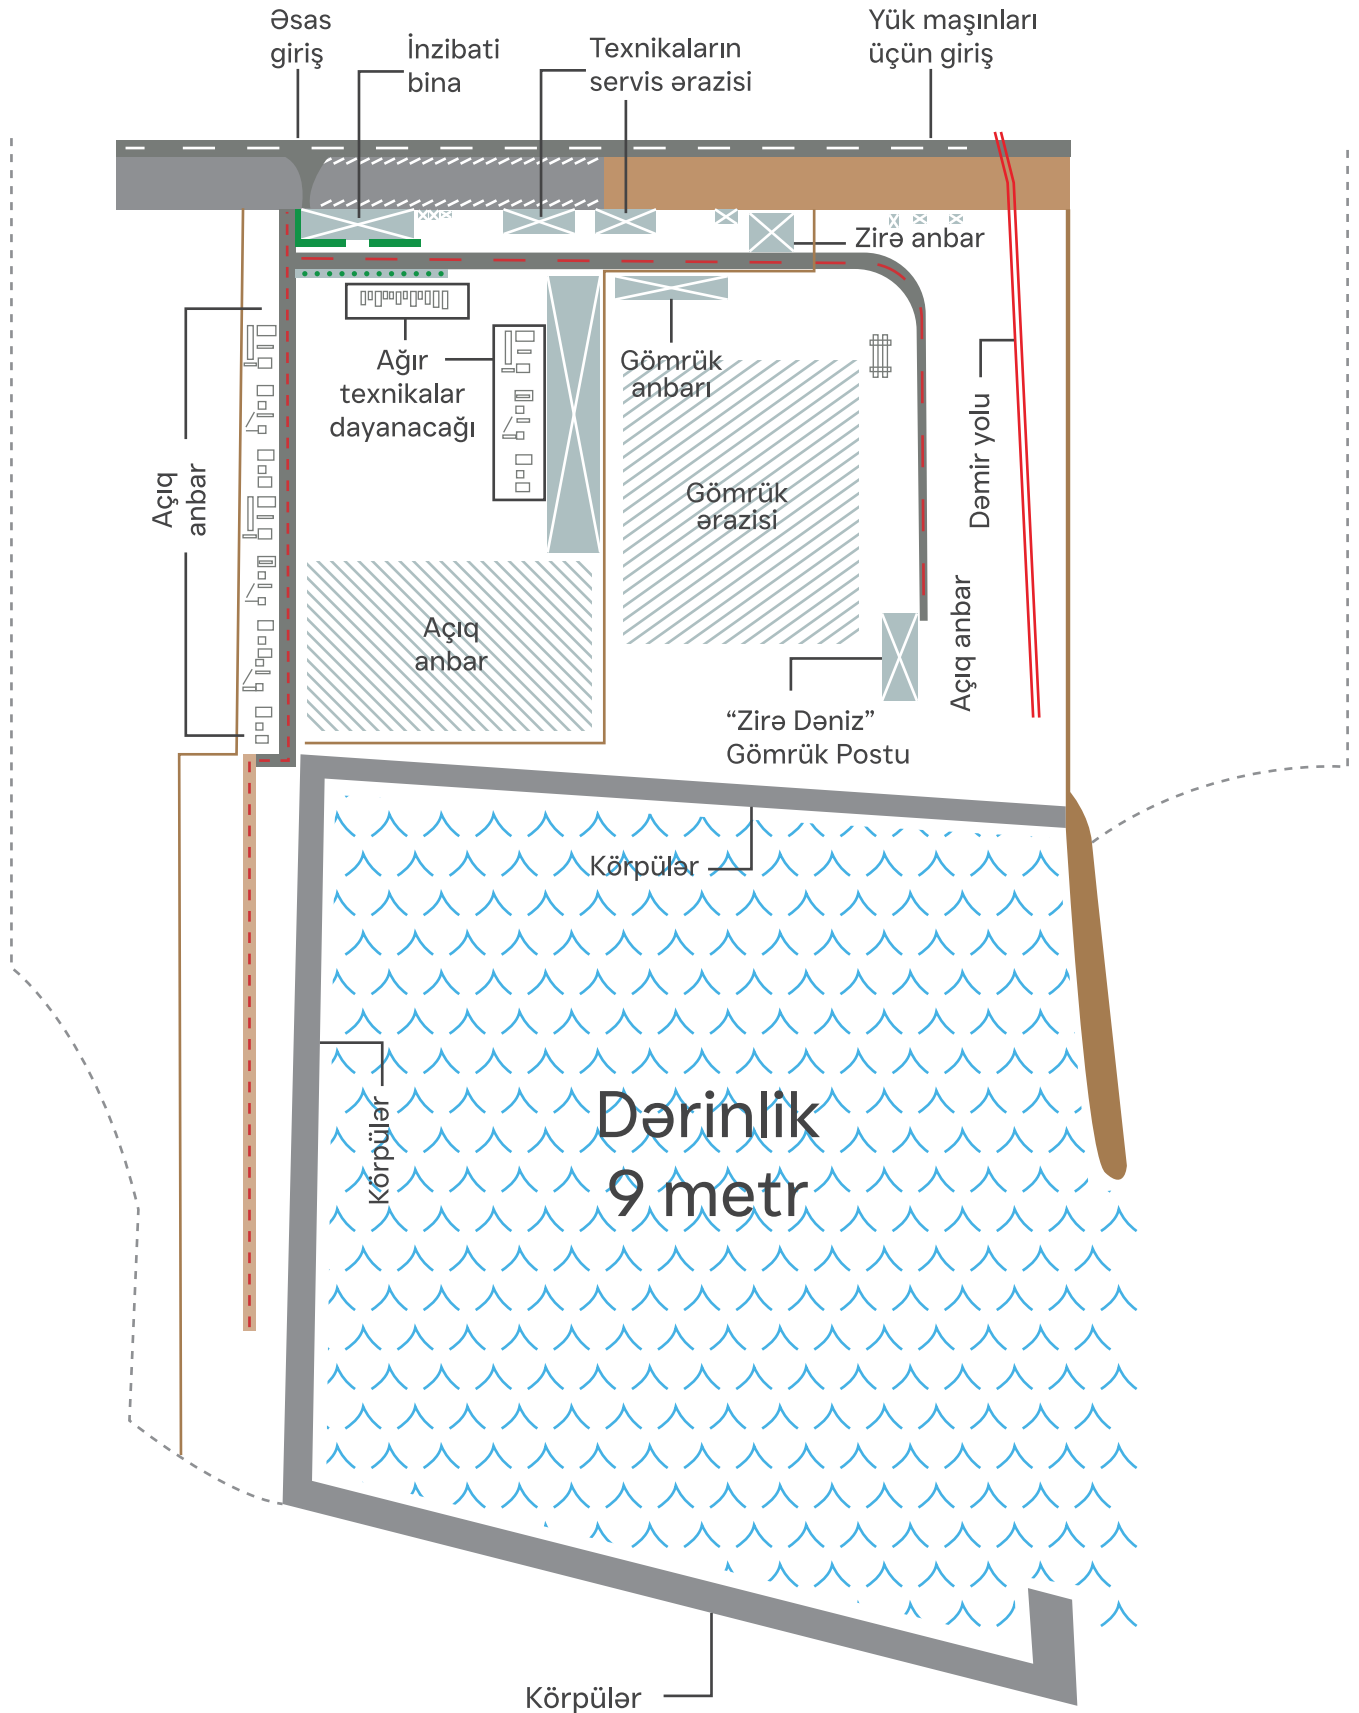 Əsas
giriş
İnzibati
bina
Texnikaların
servis ərazisi
Yük maşınları
üçün giriş
Zirə anbar
Ağır
texnikalar
dayanacağı
Gömrük
anbarı
Dəmir yolu
Açıq
anbar
Gömrük
ərazisi
Açıq
anbar
Açıq anbar
“Zirə Dəniz”
Gömrük Postu
Körpülər
Körpülər
Dərinlik
9 metr
Körpülər